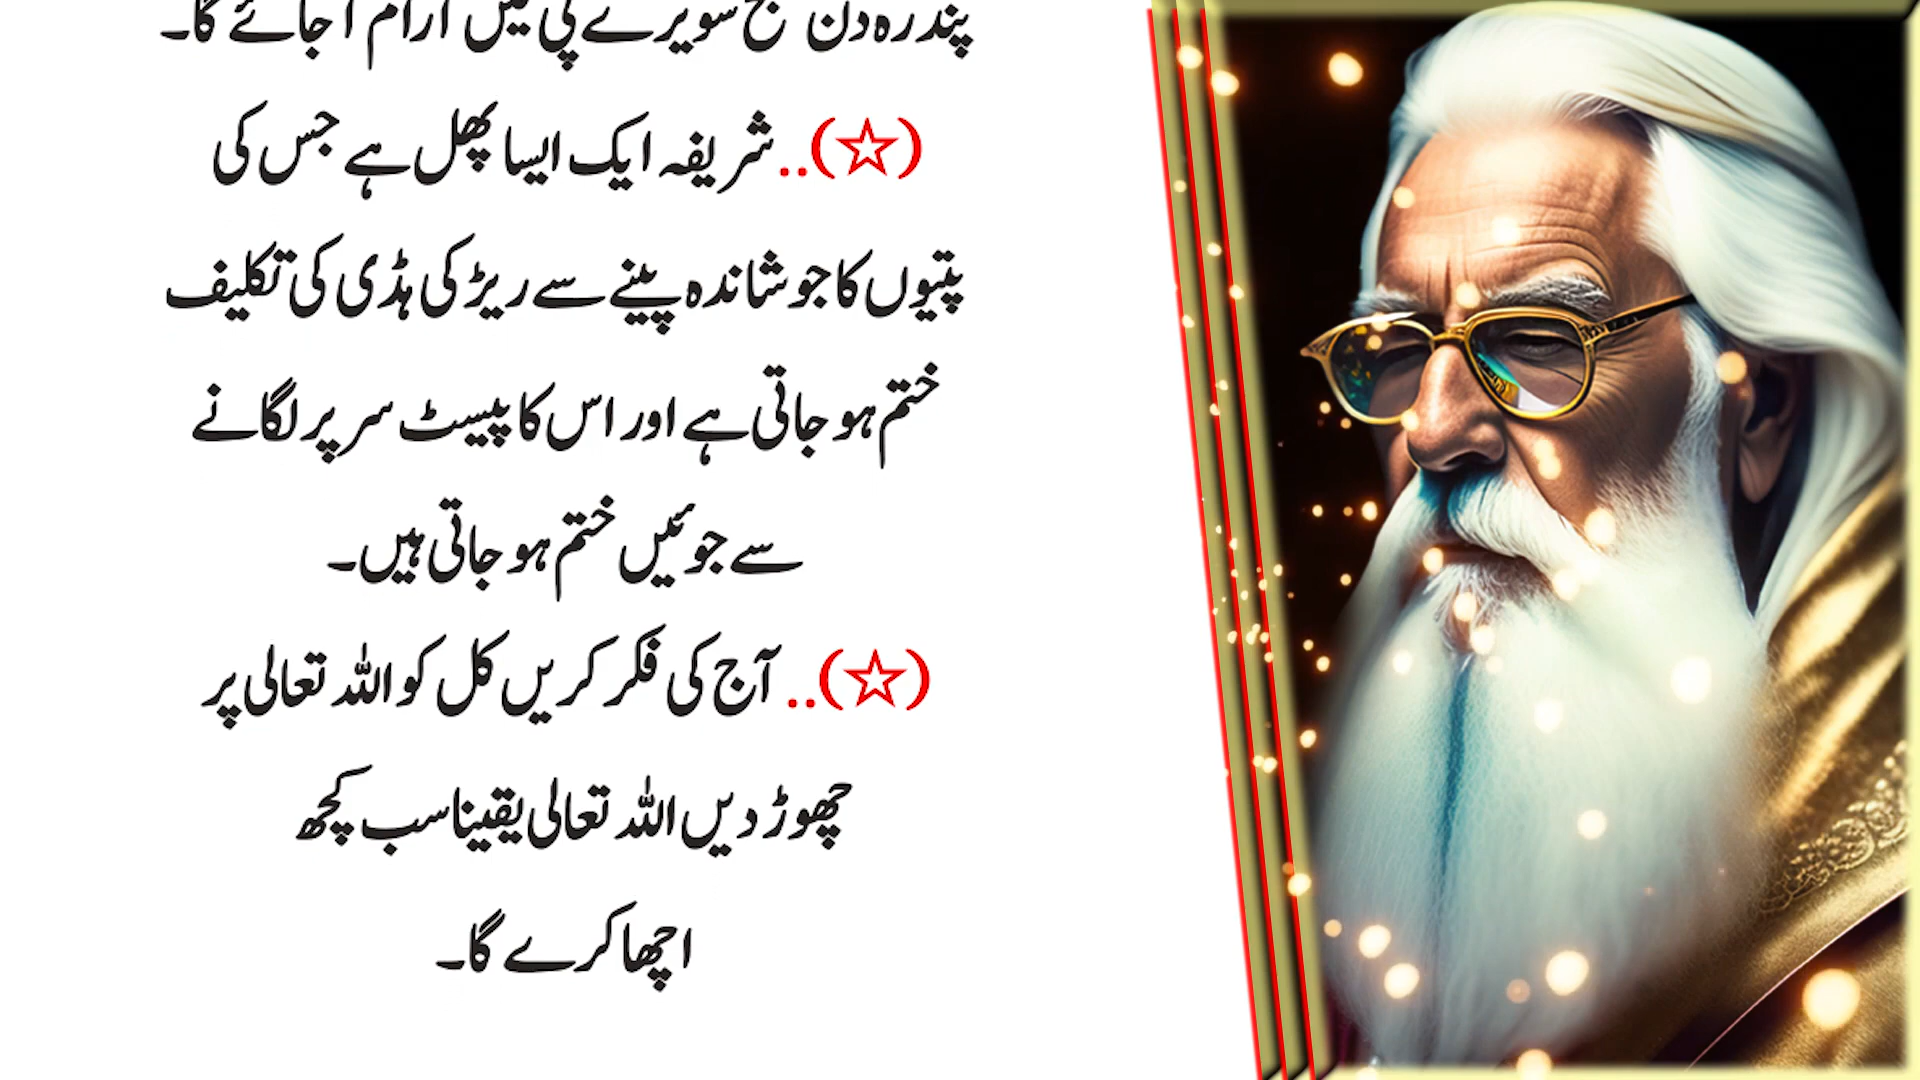 پندرہ دن صبح سویرے پی لیں آرام آ جائے گا۔
(☆).. شریفہ ایک ایسا پھل ہے جس کی
پتیوں کا جوشاندہ پینے سے ریڑ کی ہڈی کی تکلیف
ختم ہو جاتی ہے اور اس کا پیسٹ سر پر لگانے
سے جوئیں ختم ہو جاتی ہیں۔
(☆).. آج کی فکر کریں کل کو اللہ تعالی پر
چھوڑ دیں اللہ تعالی یقینا سب کچھ
اچھا کرے گا۔